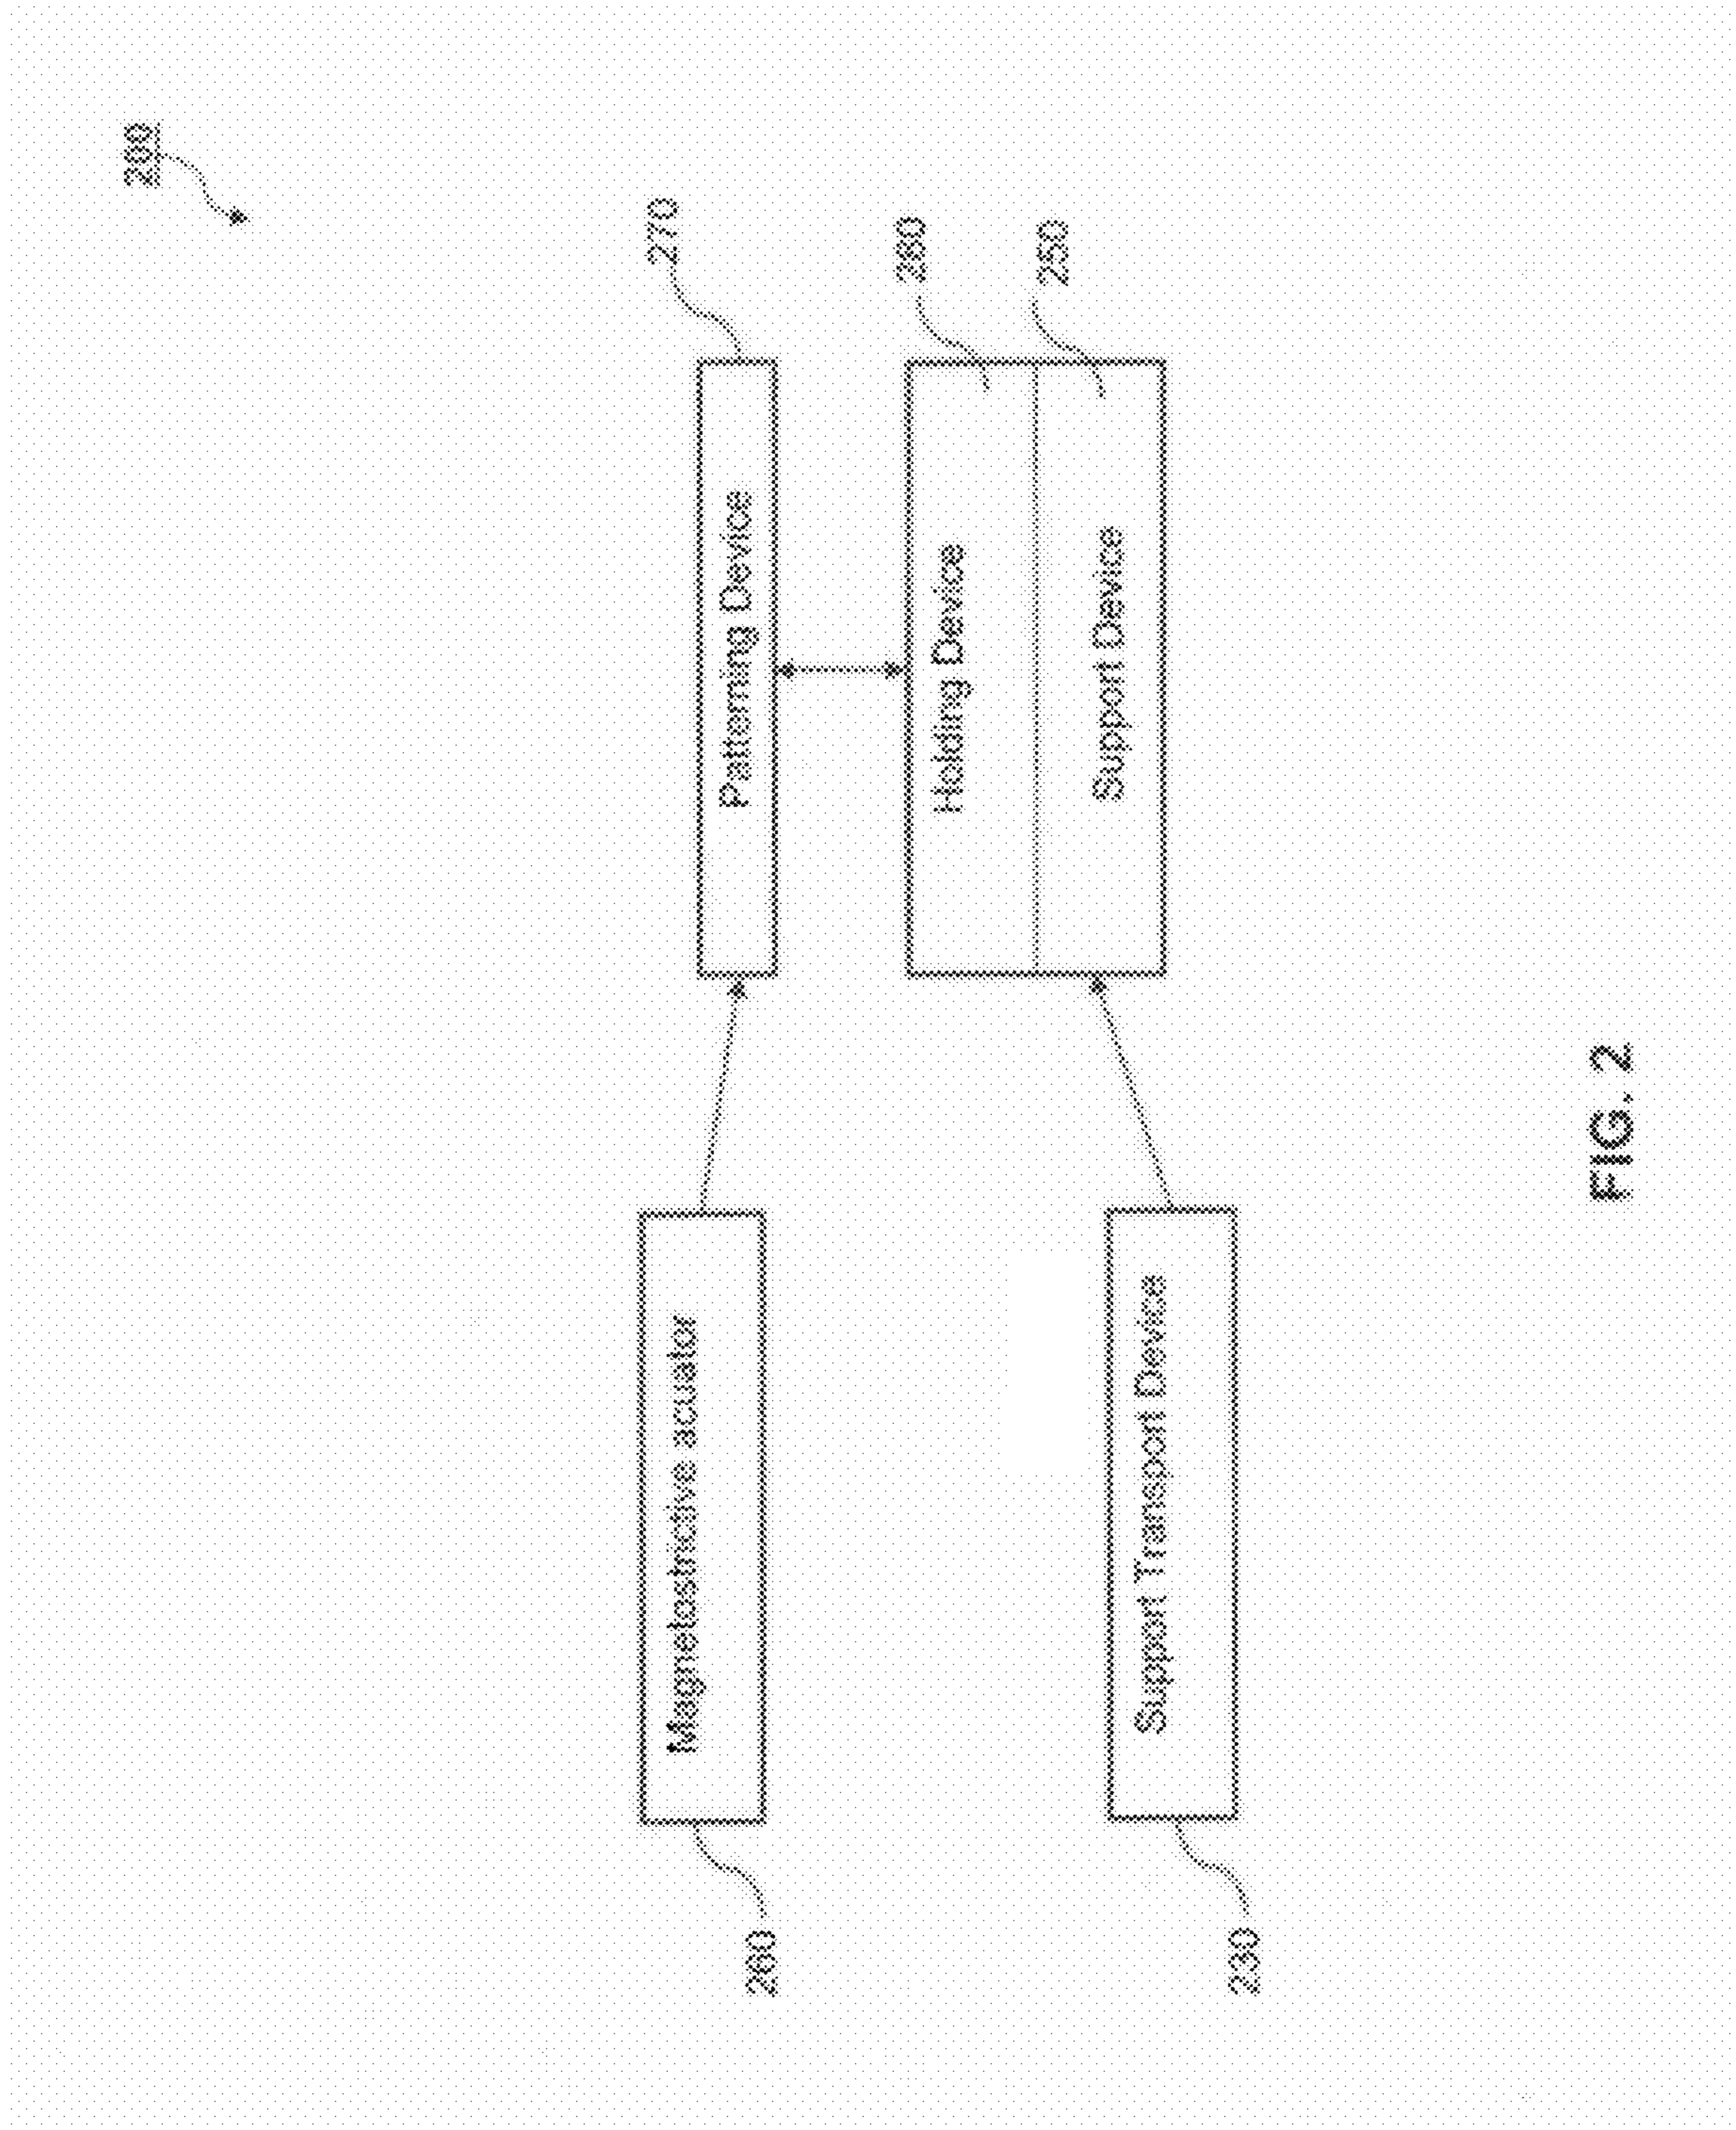 200
Magnetostrictive acuator
Patterning Device
270
260
Holding Device
280
Support Device
250
Support Transport Device
230
FIG. 2